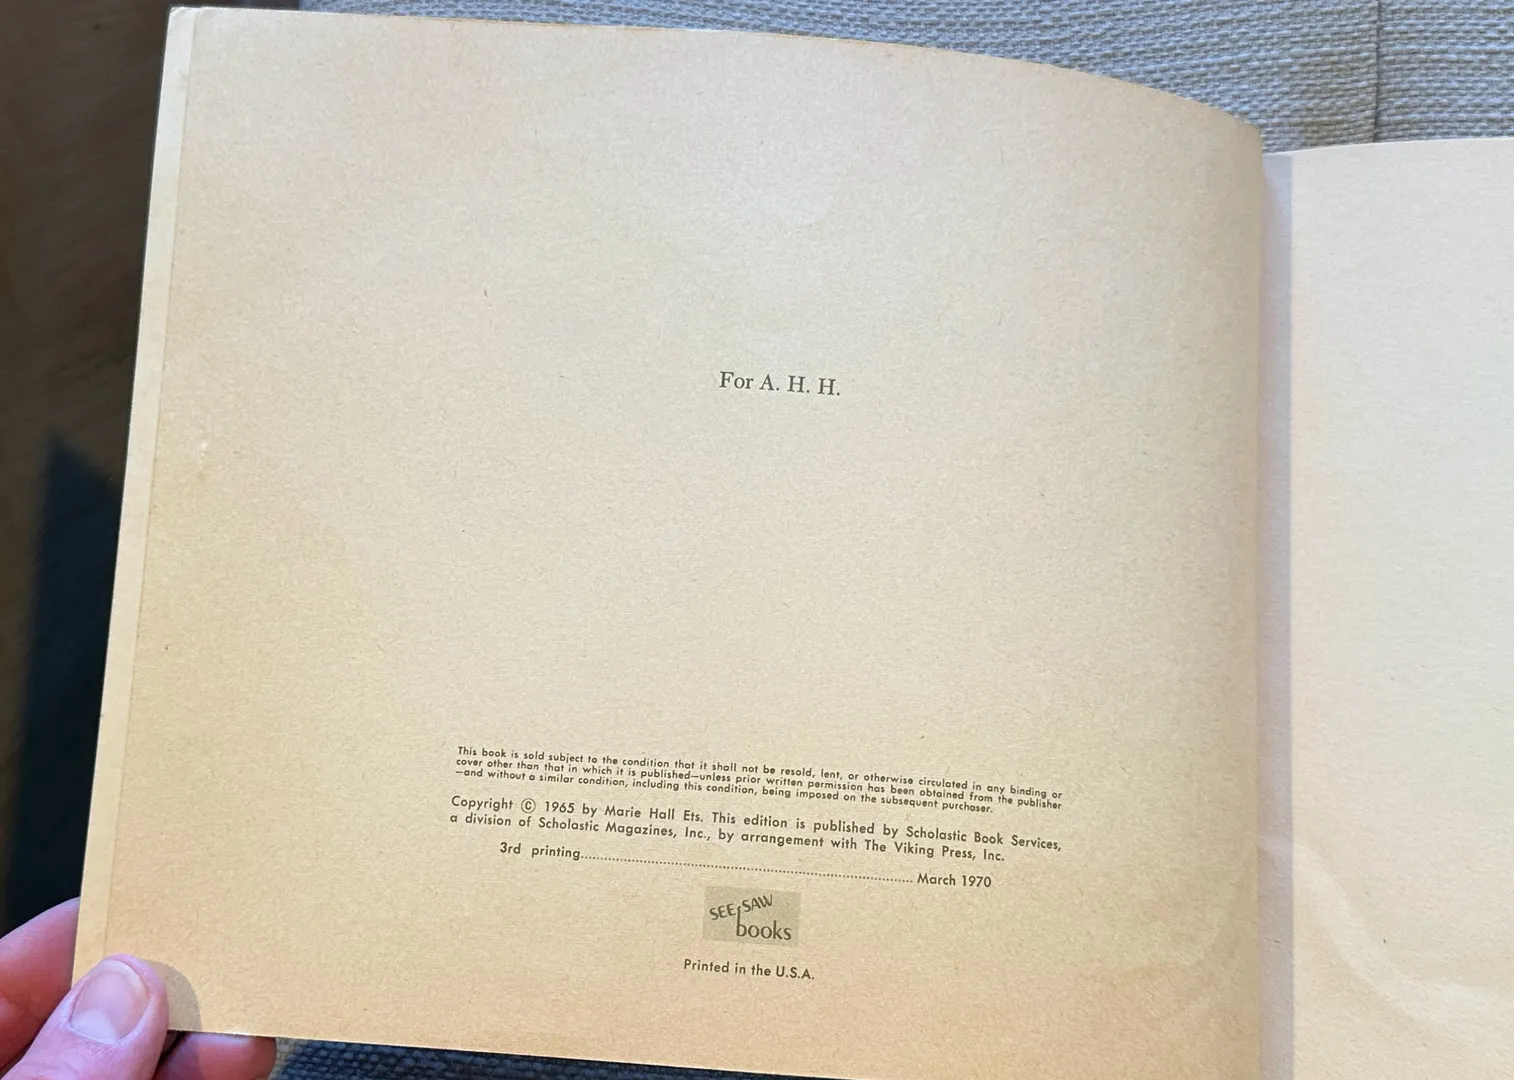 For A. H. H.
This book is sold subject to the condition that it shall not be resold, lent, or otherwise circulated in any binding or
cover other than that in which it is published—unless prior written permission has been obtained from the publisher
—and without a similar condition, including this condition, being imposed on the subsequent purchaser.
Copyright © 1965 by Marie Hall Ets. This edition is published by Scholastic Book Services,
a division of Scholastic Magazines, Inc., by arrangement with The Viking Press, Inc.
3rd printing.......................................................................................... March 1970
SEE-SAW
books
Printed in the U.S.A.